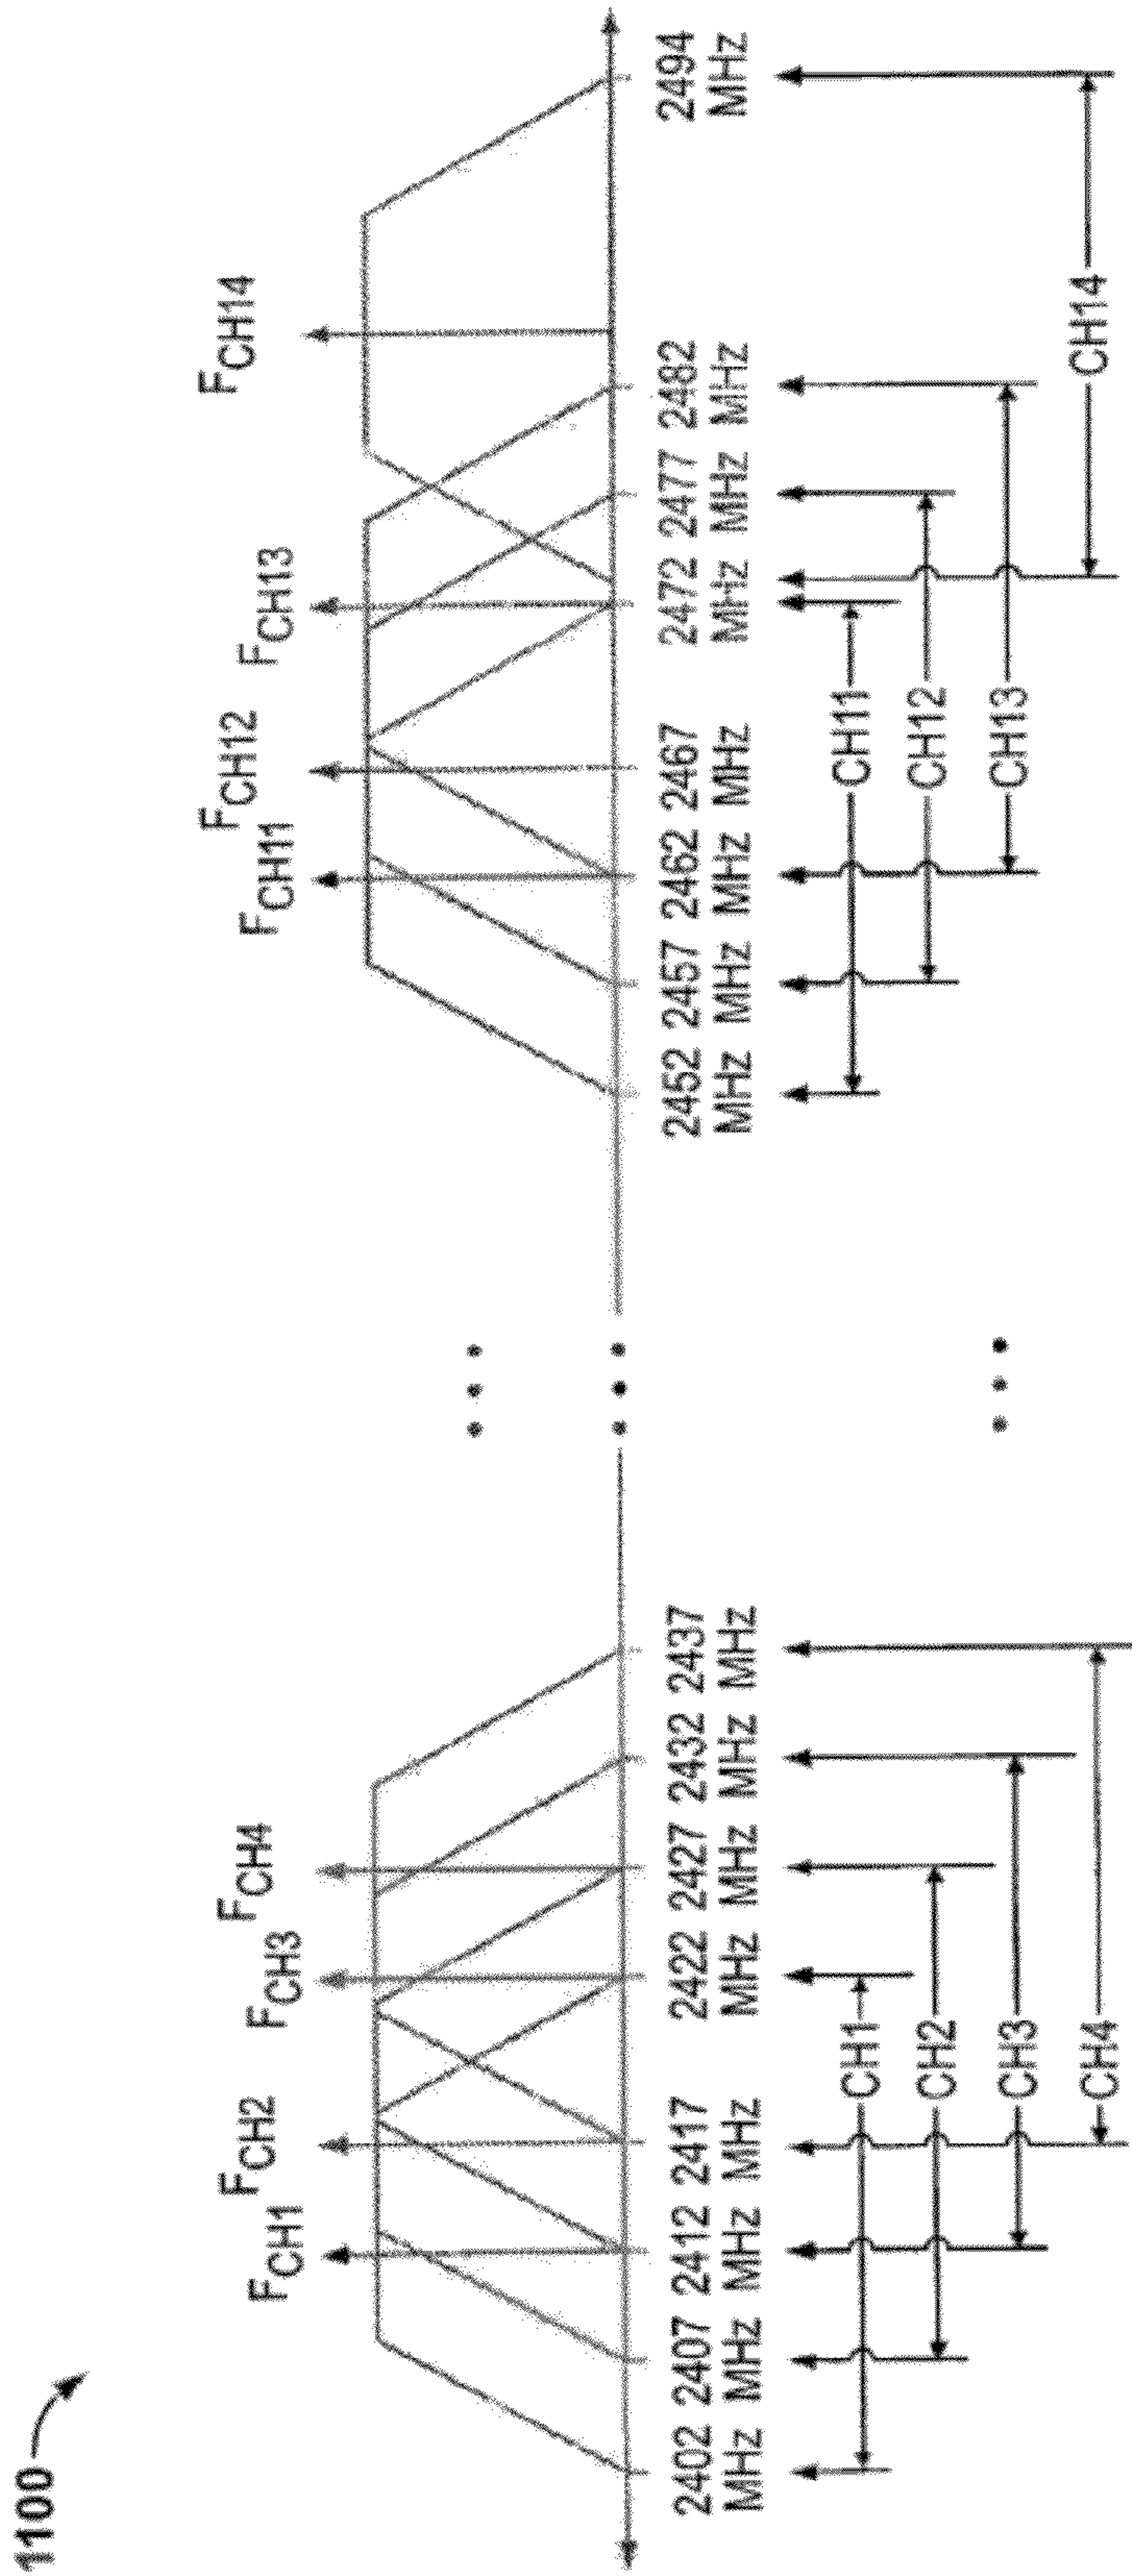 1100
F_CH1
F_CH2
F_CH3
F_CH4
F_CH11
F_CH12
F_CH13
F_CH14
2402 MHz
2407 MHz
2412 MHz
2417 MHz
2422 MHz
2427 MHz
2432 MHz
2437 MHz
2452 MHz
2457 MHz
2462 MHz
2467 MHz
2472 MHz
2477 MHz
2482 MHz
2494 MHz
CH1
CH2
CH3
CH4
CH11
CH12
CH13
CH14